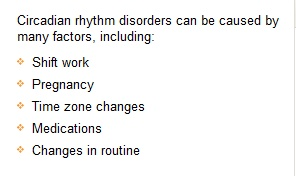 Circadian rhythm disorders can be caused by
many factors, including:
Shift work
Pregnancy
Time zone changes
Medications
Changes in routine